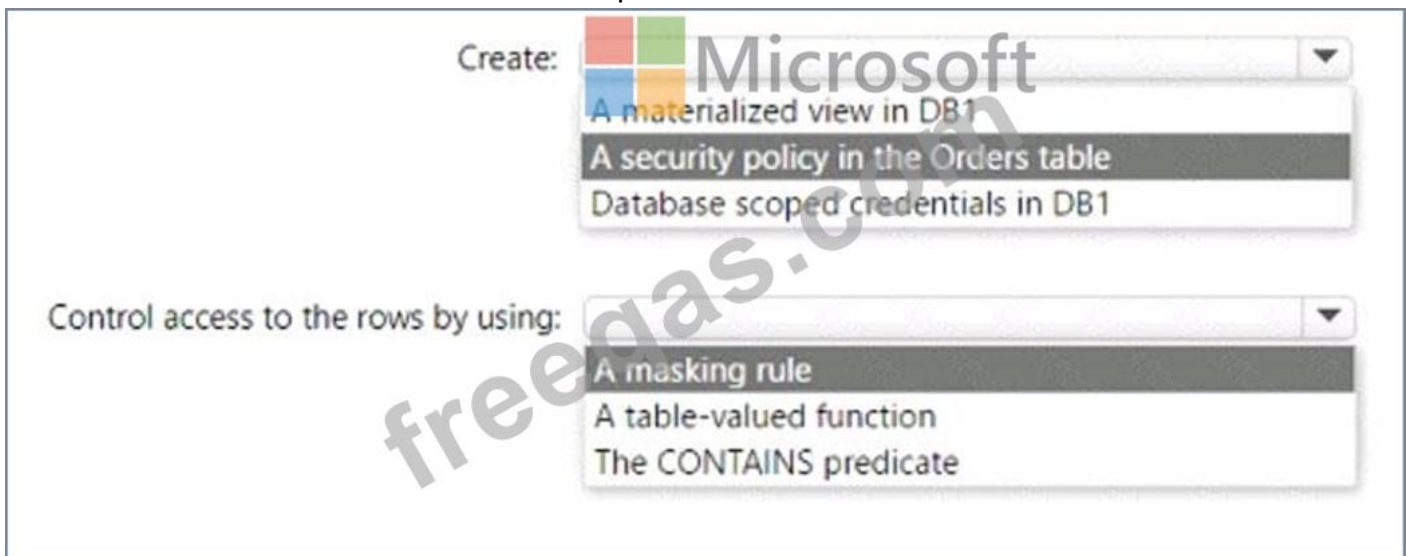 Create:
Microsoft
A materialized view in DB1
A security policy in the Orders table
Database scoped credentials in DB1
Control access to the rows by using:
A masking rule
A table-valued function
The CONTAINS predicate
freeqas.com